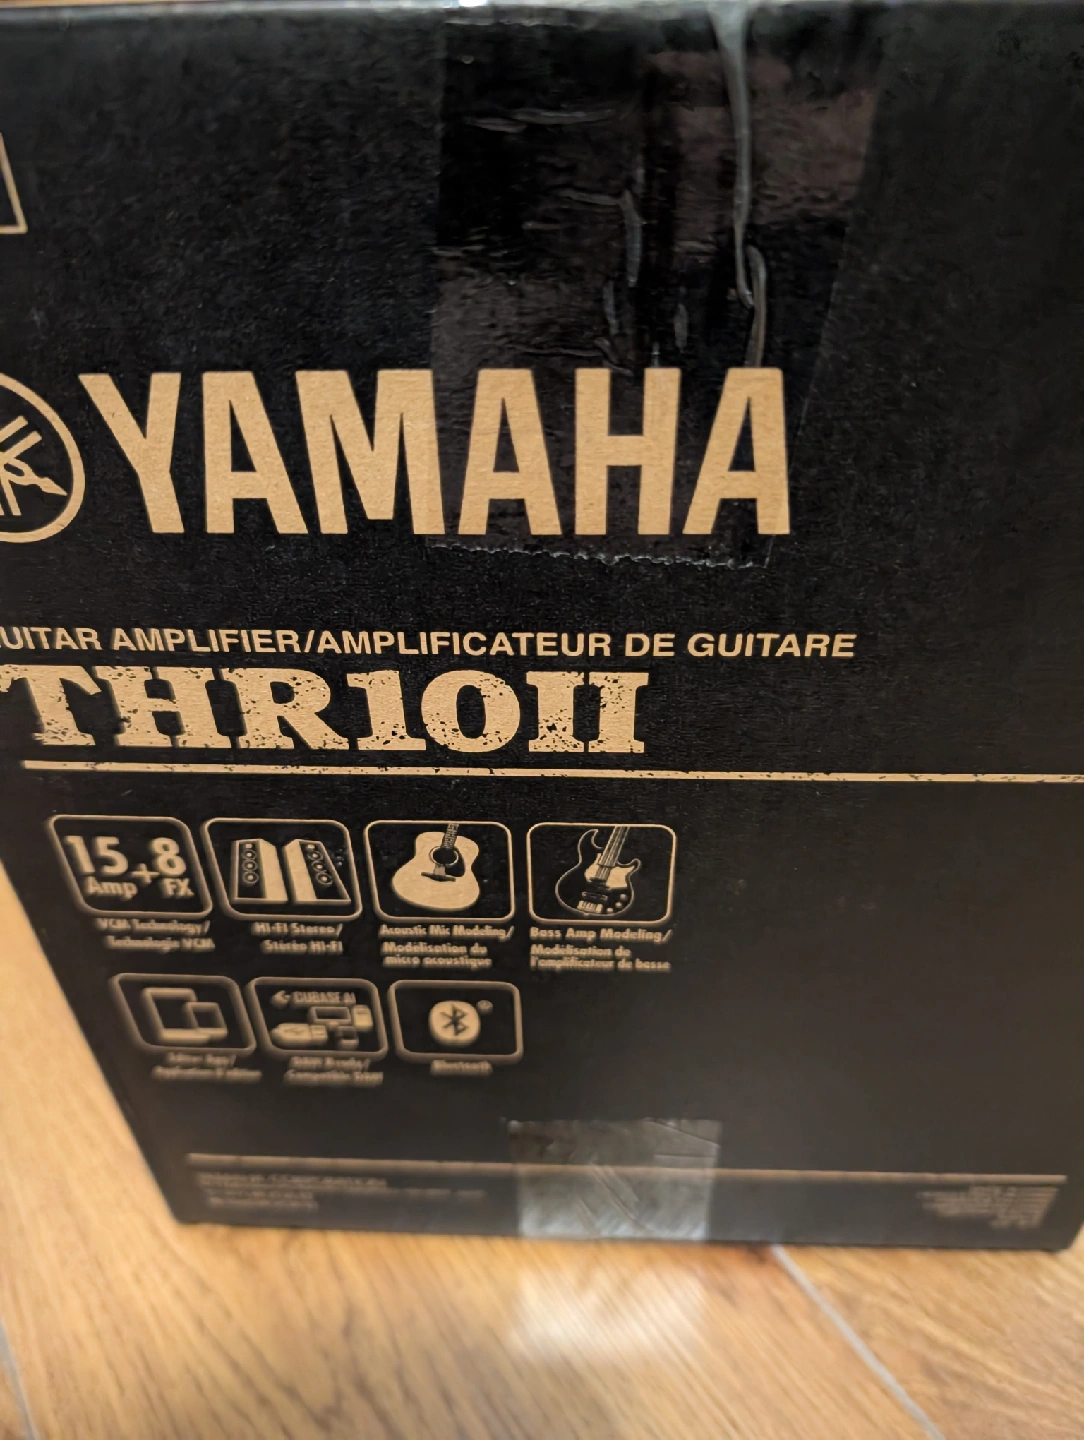 YAMAHA
UITAR AMPLIFIER/AMPLIFICATEUR DE GUITARE
THR10II
15 Amp + 8 FX
VCM Technology/
Technologie VCM
Hi-Fi Stereo/
Stéréo Hi-Fi
Acoustic Mic Modeling/
Modélisation du
micro acoustique
Bass Amp Modeling/
Modélisation de
l'amplificateur de basse
CUBASE AI
Bluetooth